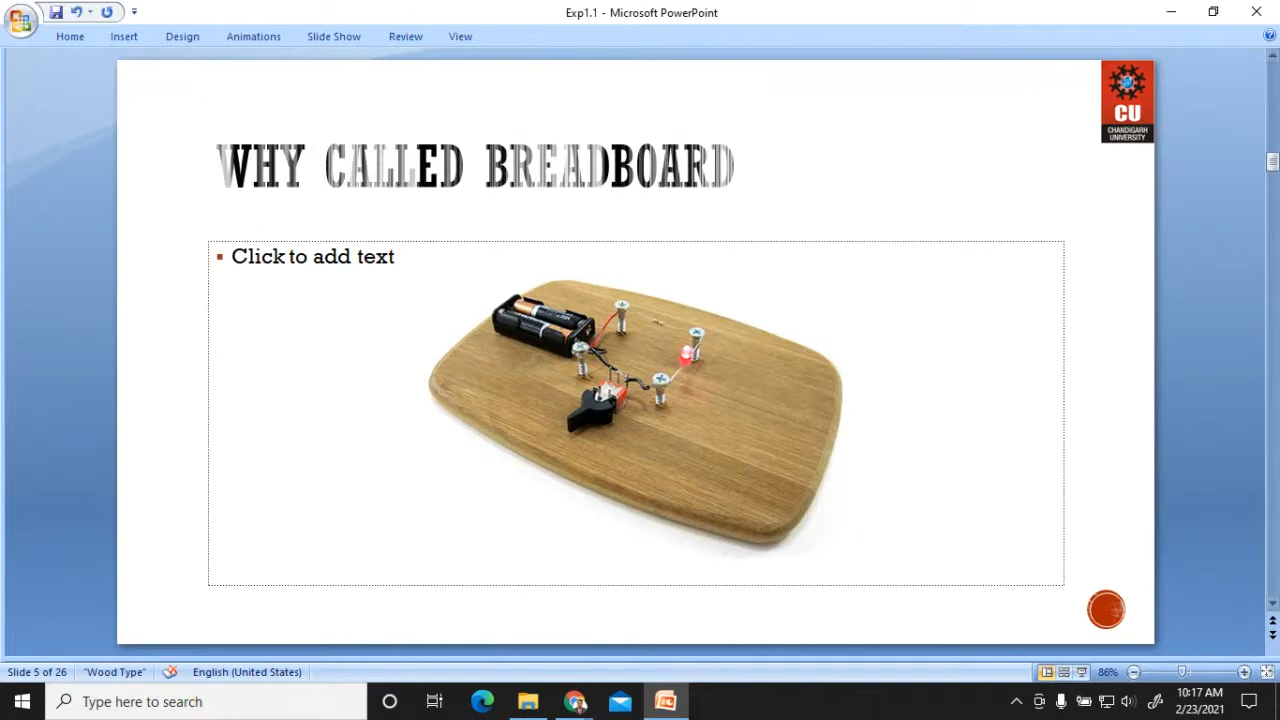 Exp1.1 - Microsoft PowerPoint
Home Insert Design Animations Slide Show Review View
CU
CHANDIGARH
UNIVERSITY
WHY CALLED BREADBOARD
Click to add text
Slide 5 of 26 "Wood Type" English (United States) 86%
Type here to search
10:17 AM
2/23/2021